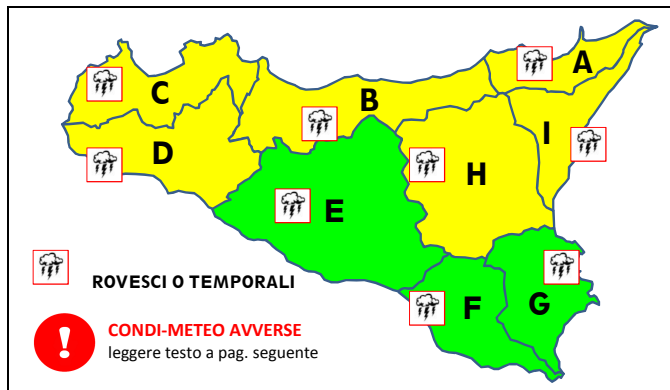 A
C
B
I
D
H
E
F
G
ROVESCI O TEMPORALI
!
CONDI-METEO AVVERSE
leggere testo a pag. seguente